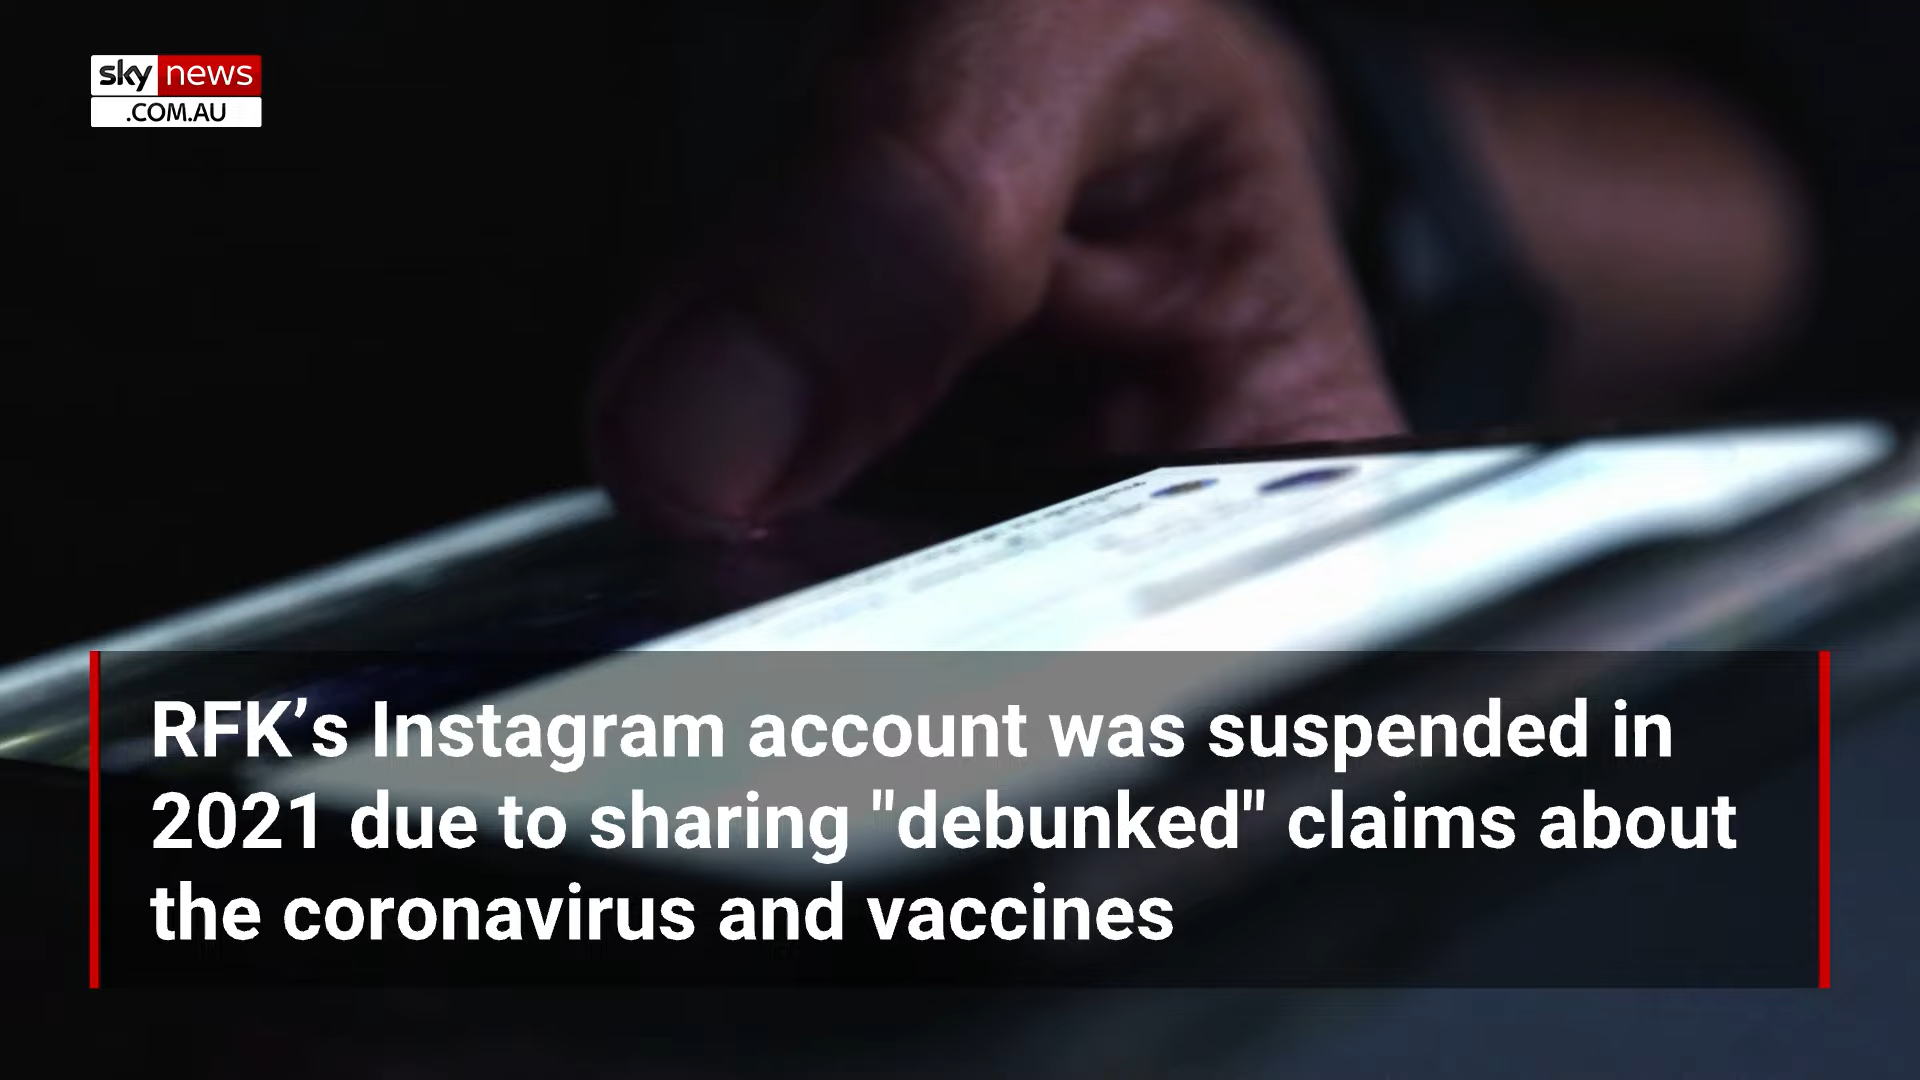 sky news
.COM.AU
RFK’s Instagram account was suspended in
2021 due to sharing "debunked" claims about
the coronavirus and vaccines